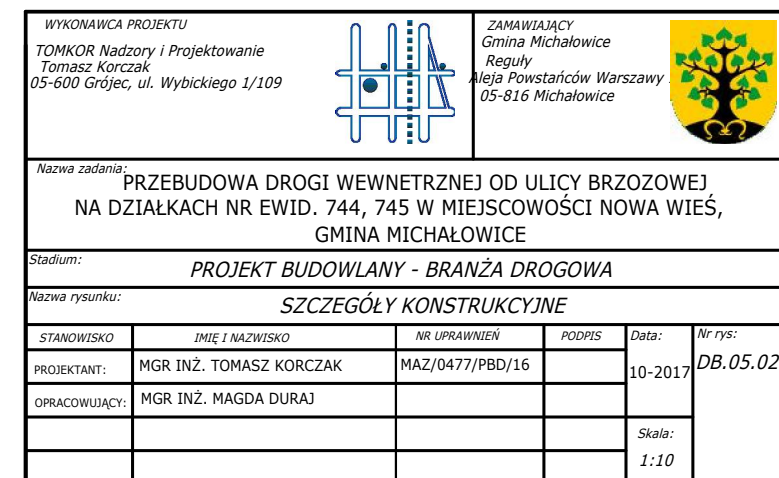 WYKONAWCA PROJEKTU
TOMKOR Nadzory i Projektowanie
Tomasz Korczak
05-600 Grójec, ul. Wybickiego 1/109
ZAMAWIAJĄCY
Gmina Michałowice
Reguły
Aleja Powstańców Warszawy
05-816 Michałowice
Nazwa zadania:
PRZEBUDOWA DROGI WEWNETRZNEJ OD ULICY BRZOZOWEJ
NA DZIAŁKACH NR EWID. 744, 745 W MIEJSCOWOŚCI NOWA WIEŚ,
GMINA MICHAŁOWICE
Stadium:
PROJEKT BUDOWLANY - BRANŻA DROGOWA
Nazwa rysunku:
SZCZEGÓŁY KONSTRUKCYJNE
STANOWISKO IMIĘ I NAZWISKO NR UPRAWNIEŃ PODPIS Data: Nr rys:
PROJEKTANT: MGR INŻ. TOMASZ KORCZAK MAZ/0477/PBD/16 10-2017 DB.05.02
OPRACOWUJĄCY: MGR INŻ. MAGDA DURAJ
Skala:
1:10